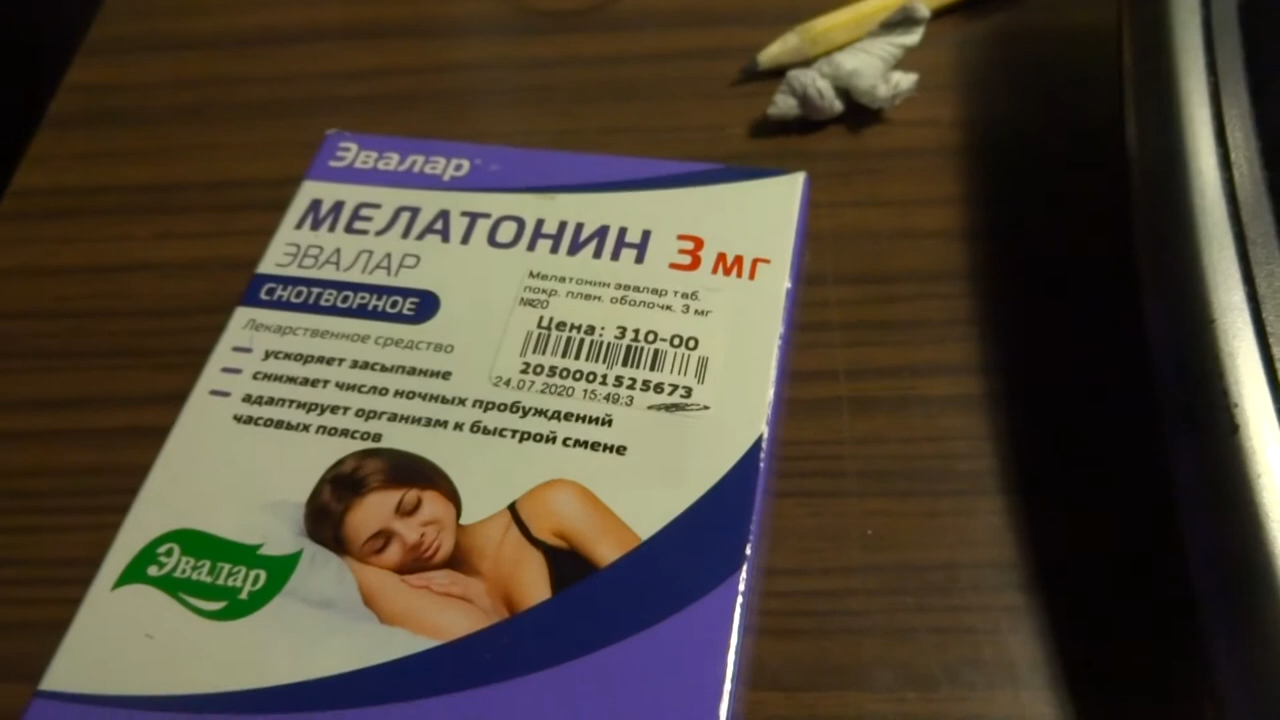 Эвалар
МЕЛАТОНИН 3 мг
ЭВАЛАР
СНОТВОРНОЕ
Лекарственное средство
ускоряет засыпание
снижает число ночных пробуждений
адаптирует организм к быстрой смене
часовых поясов
Мелатонин эвалар таб.
покр. плен. оболочк. 3 мг
№20
Цена: 310-00
2050001525673
24.07.2020 15:49:3
Эвалар